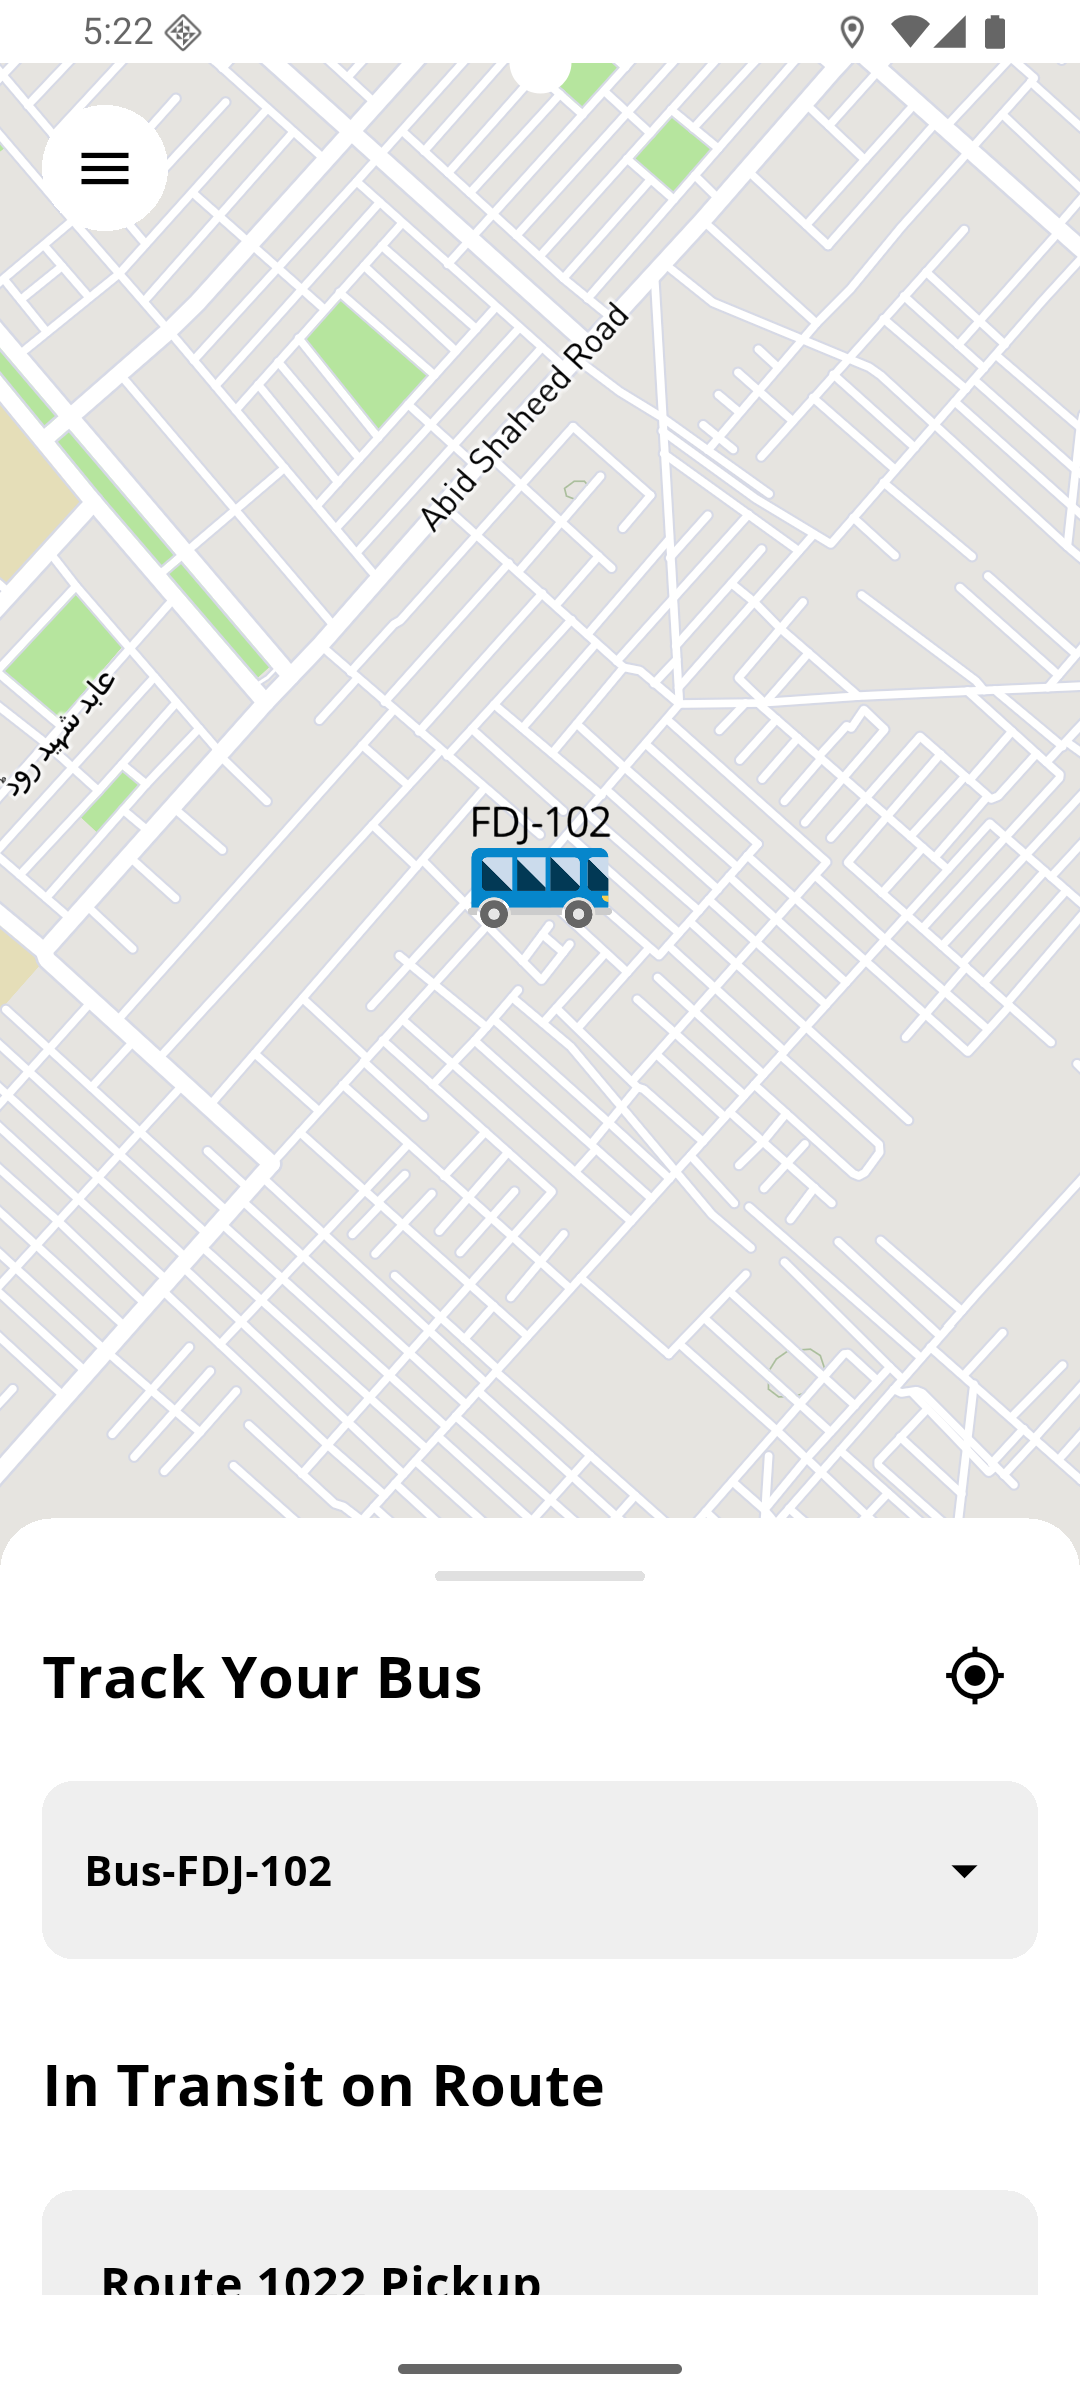 5:22
Abid Shaheed Road
عابد شہید روڈ
FDJ-102
Track Your Bus
Bus-FDJ-102
In Transit on Route
Route 1022 Pickup